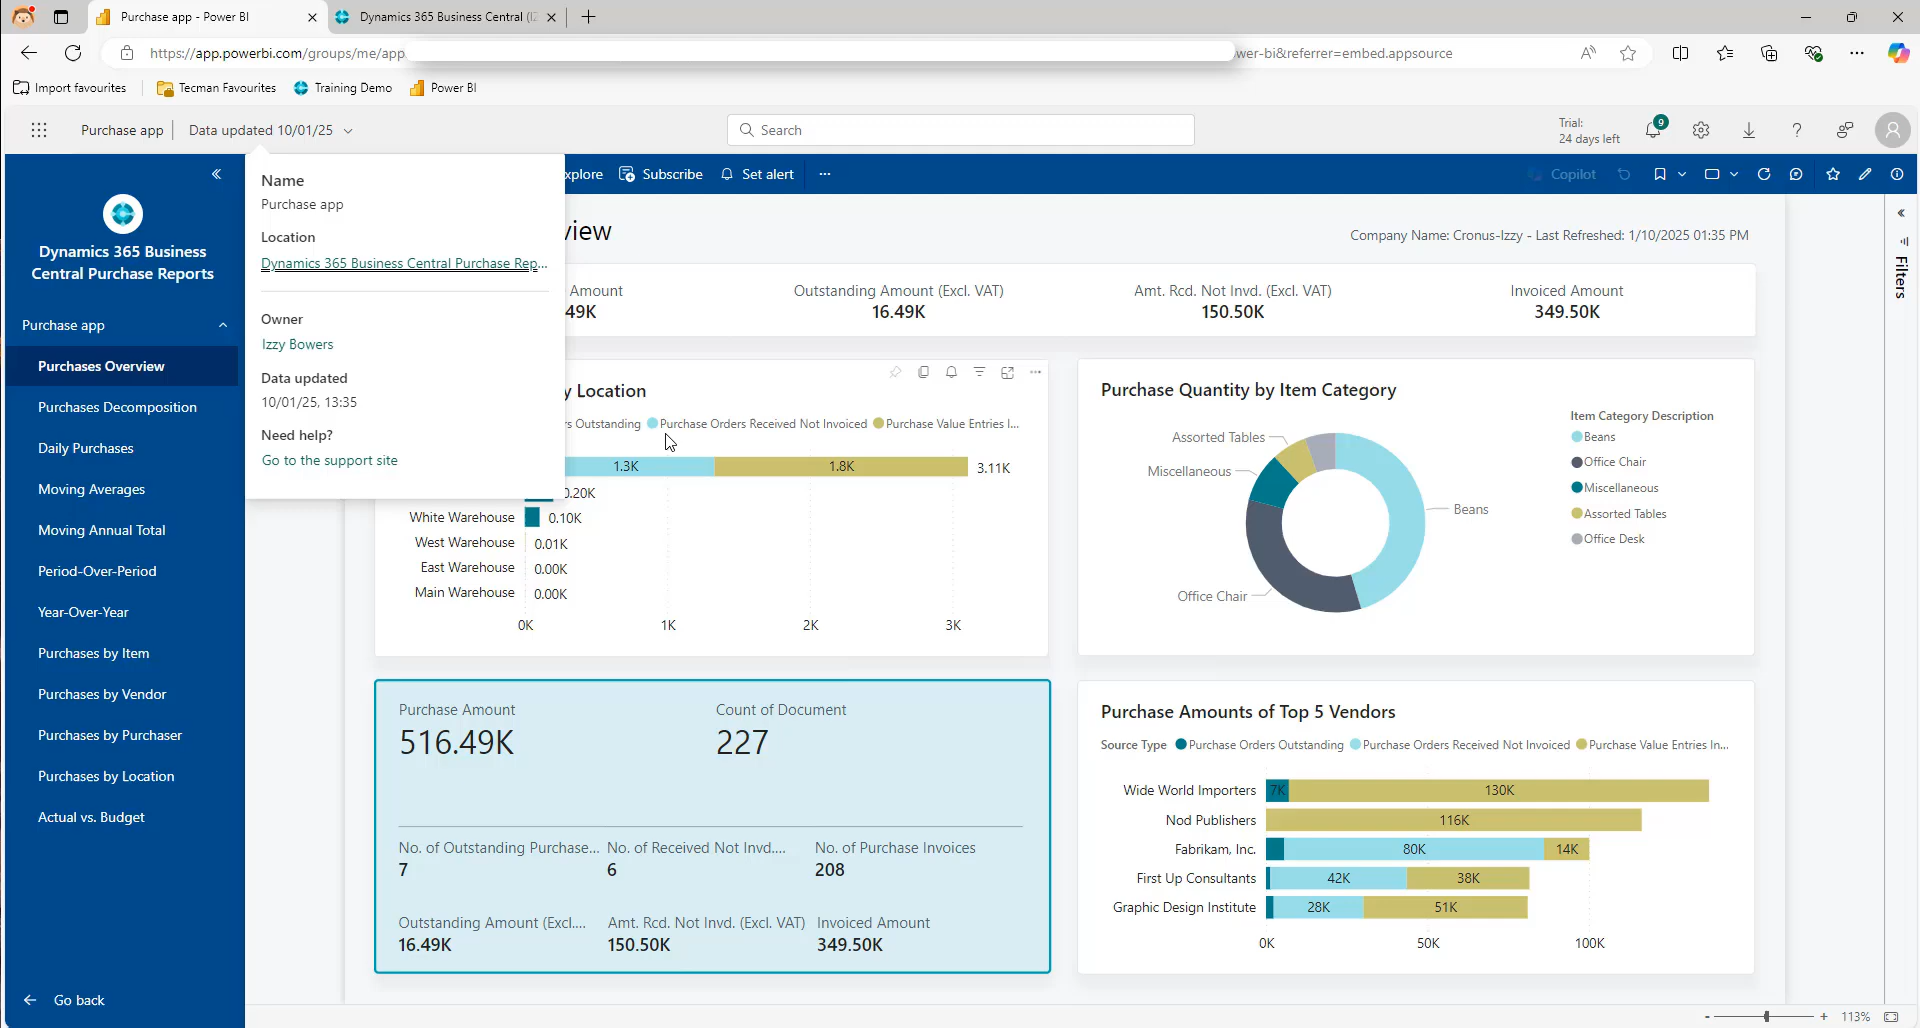 Purchase app - Power BI
Dynamics 365 Business Central (
https://app.powerbi.com/groups/me/app
wer-bi&referrer=embed.appsource
Import favourites
Tecman Favourites
Training Demo
Power BI
Purchase app
Data updated 10/01/25
Search
Trial:
24 days left
9
Dynamics 365 Business
Central Purchase Reports
Purchase app
Purchases Overview
Purchases Decomposition
Daily Purchases
Moving Averages
Moving Annual Total
Period-Over-Period
Year-Over-Year
Purchases by Item
Purchases by Vendor
Purchases by Purchaser
Purchases by Location
Actual vs. Budget
Go back
Name
Purchase app
Location
Dynamics 365 Business Central Purchase Rep...
Owner
Izzy Bowers
Data updated
10/01/25, 13:35
Need help?
Go to the support site
xplore
Subscribe
Set alert
...
Copilot
view
Company Name: Cronus-Izzy - Last Refreshed: 1/10/2025 01:35 PM
Filters
Amount
49K
Outstanding Amount (Excl. VAT)
16.49K
Amt. Rcd. Not Invd. (Excl. VAT)
150.50K
Invoiced Amount
349.50K
y Location
rs Outstanding
Purchase Orders Received Not Invoiced
Purchase Value Entries I...
1.3K
1.8K
3.11K
0.20K
White Warehouse
0.10K
West Warehouse
0.01K
East Warehouse
0.00K
Main Warehouse
0.00K
0K
1K
2K
3K
Purchase Quantity by Item Category
Assorted Tables
Miscellaneous
Office Chair
Beans
Item Category Description
Beans
Office Chair
Miscellaneous
Assorted Tables
Office Desk
Purchase Amount
516.49K
Count of Document
227
No. of Outstanding Purchase...
7
No. of Received Not Invd....
6
No. of Purchase Invoices
208
Outstanding Amount (Excl....
16.49K
Amt. Rcd. Not Invd. (Excl. VAT)
150.50K
Invoiced Amount
349.50K
Purchase Amounts of Top 5 Vendors
Source Type
Purchase Orders Outstanding
Purchase Orders Received Not Invoiced
Purchase Value Entries In...
Wide World Importers
7K
130K
Nod Publishers
116K
Fabrikam, Inc.
80K
14K
First Up Consultants
42K
38K
Graphic Design Institute
28K
51K
0K
50K
100K
- + 113%